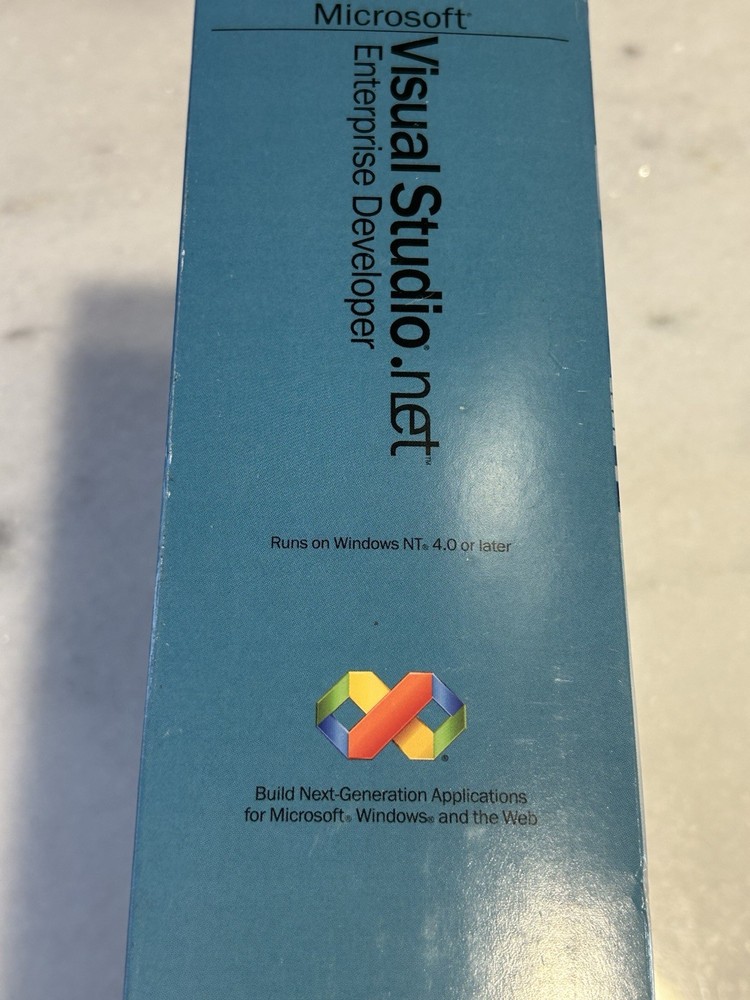 Microsoft®
Visual Studio®.net™
Enterprise Developer
Runs on Windows NT® 4.0 or later
®
Build Next-Generation Applications
for Microsoft® Windows® and the Web